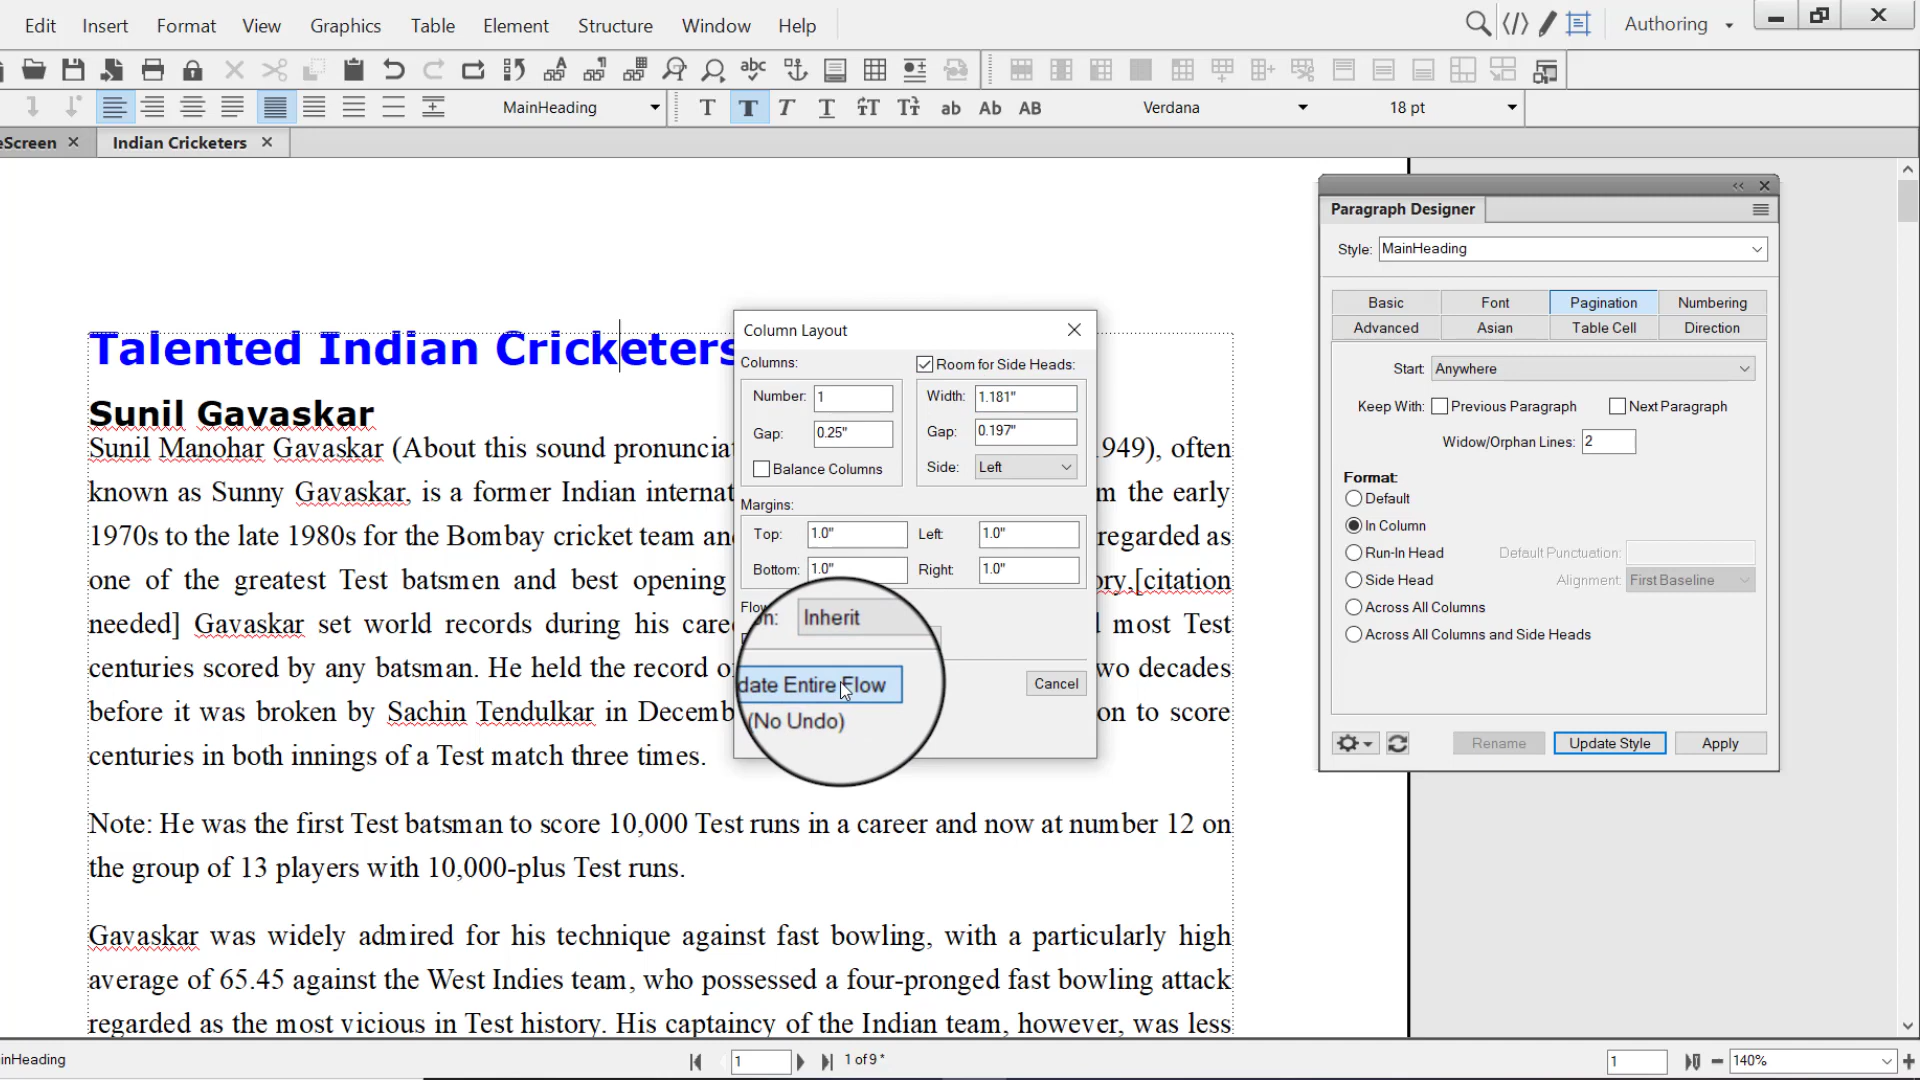 Edit Insert Format View Graphics Table Element Structure Window Help
Authoring
MainHeading T T T T ab Ab AB Verdana 18 pt
Screen Indian Cricketers
Paragraph Designer
Style: MainHeading
Basic Font Pagination Numbering
Advanced Asian Table Cell Direction
Start: Anywhere
Keep With: Previous Paragraph Next Paragraph
Widow/Orphan Lines: 2
Format:
Default
In Column
Run-In Head Default Punctuation:
Side Head Alignment: First Baseline
Across All Columns
Across All Columns and Side Heads
Rename Update Style Apply
Column Layout
Columns: Room for Side Heads:
Number: 1 Width: 1.181"
Gap: 0.25" Gap: 0.197"
Balance Columns Side: Left
Margins:
Top: 1.0" Left: 1.0"
Bottom: 1.0" Right: 1.0"
Flow
on: Inherit
date Entire Flow Cancel
(No Undo)
Talented Indian Cricketers
Sunil Gavaskar
Sunil Manohar Gavaskar (About this sound pronunciat 949), often
known as Sunny Gavaskar, is a former Indian internat m the early
1970s to the late 1980s for the Bombay cricket team an regarded as
one of the greatest Test batsmen and best opening ory.[citation
needed] Gavaskar set world records during his care most Test
centuries scored by any batsman. He held the record o wo decades
before it was broken by Sachin Tendulkar in Decemb on to score
centuries in both innings of a Test match three times.
Note: He was the first Test batsman to score 10,000 Test runs in a career and now at number 12 on
the group of 13 players with 10,000-plus Test runs.
Gavaskar was widely admired for his technique against fast bowling, with a particularly high
average of 65.45 against the West Indies team, who possessed a four-pronged fast bowling attack
regarded as the most vicious in Test history. His captaincy of the Indian team, however, was less
inHeading 1 1 of 9 * 1 140%